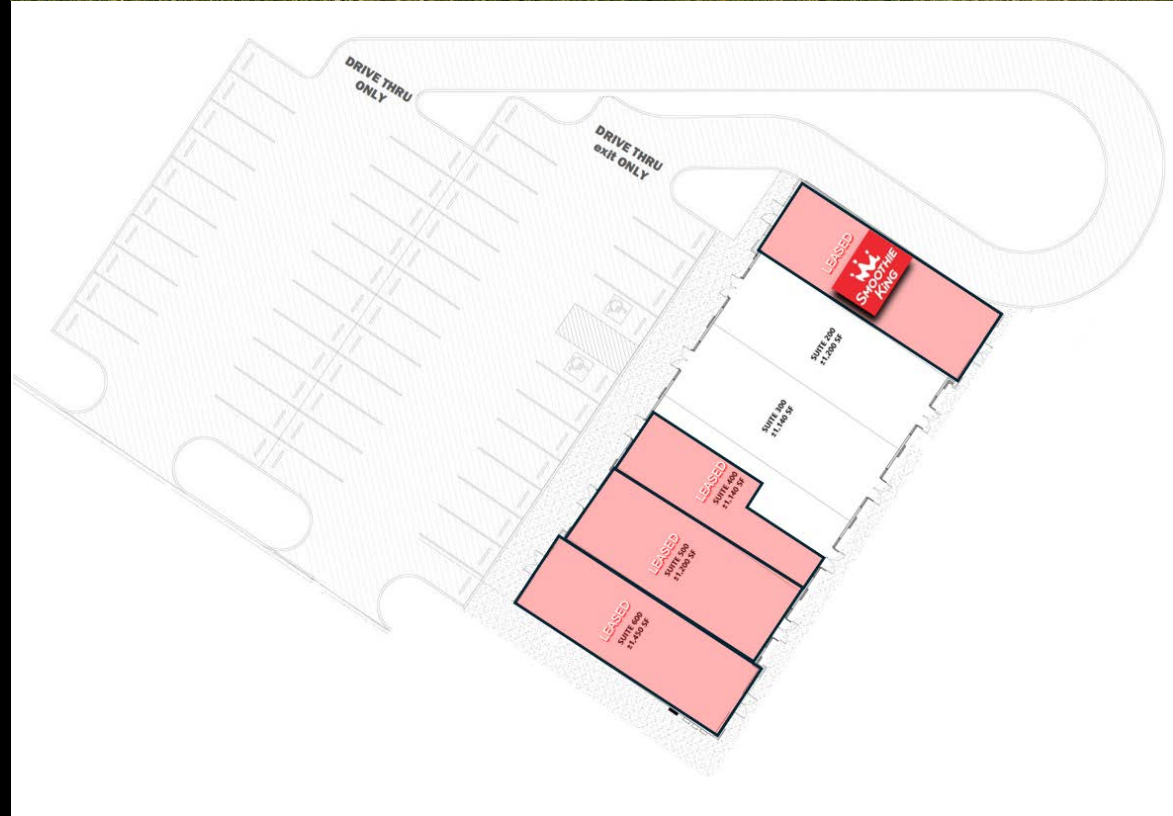 DRIVE THRU
ONLY
DRIVE THRU
exit ONLY
LEASED
SMOOTHIE
KING
SUITE 200
±1,200 SF
SUITE 300
±1,140 SF
LEASED
SUITE 400
±1,140 SF
LEASED
SUITE 500
±1,200 SF
LEASED
SUITE 600
±1,450 SF